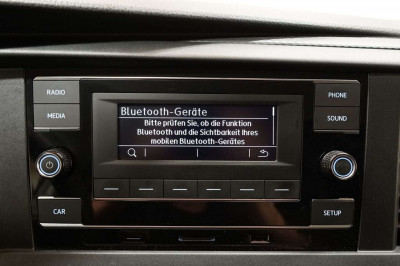 RADIO
PHONE
MEDIA
SOUND
Bluetooth-Geräte
Bitte prüfen Sie, ob die Funktion
Bluetooth und die Sichtbarkeit Ihres
mobilen Bluetooth-Gerätes
CAR
SETUP